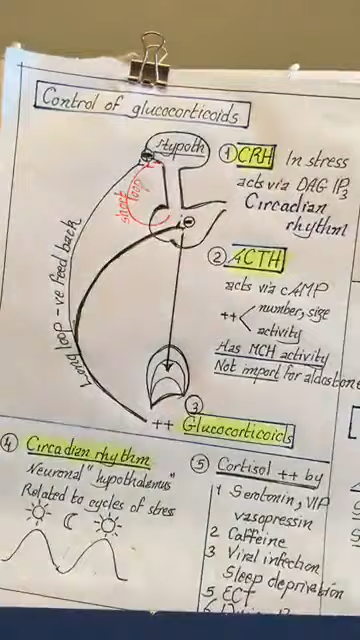 Control of glucocorticoids
Hypoth
short loop
Long loop -ve feed back
① CRH In stress
acts via DAG IP3
Circadian
rhythm
② ACTH
acts via cAMP
++ < number, size
activity
Has MCH activity
Not import for aldosterone
③
++ Glucocorticoids
④ Circadian rhythm
Neuronal "hypothalamus"
Related to cycles of stress
⑤ Cortisol ++ by
1 Serotonin, VIP
vasopressin
2 Caffeine
3 Viral infection
Sleep deprivation
5 ECT